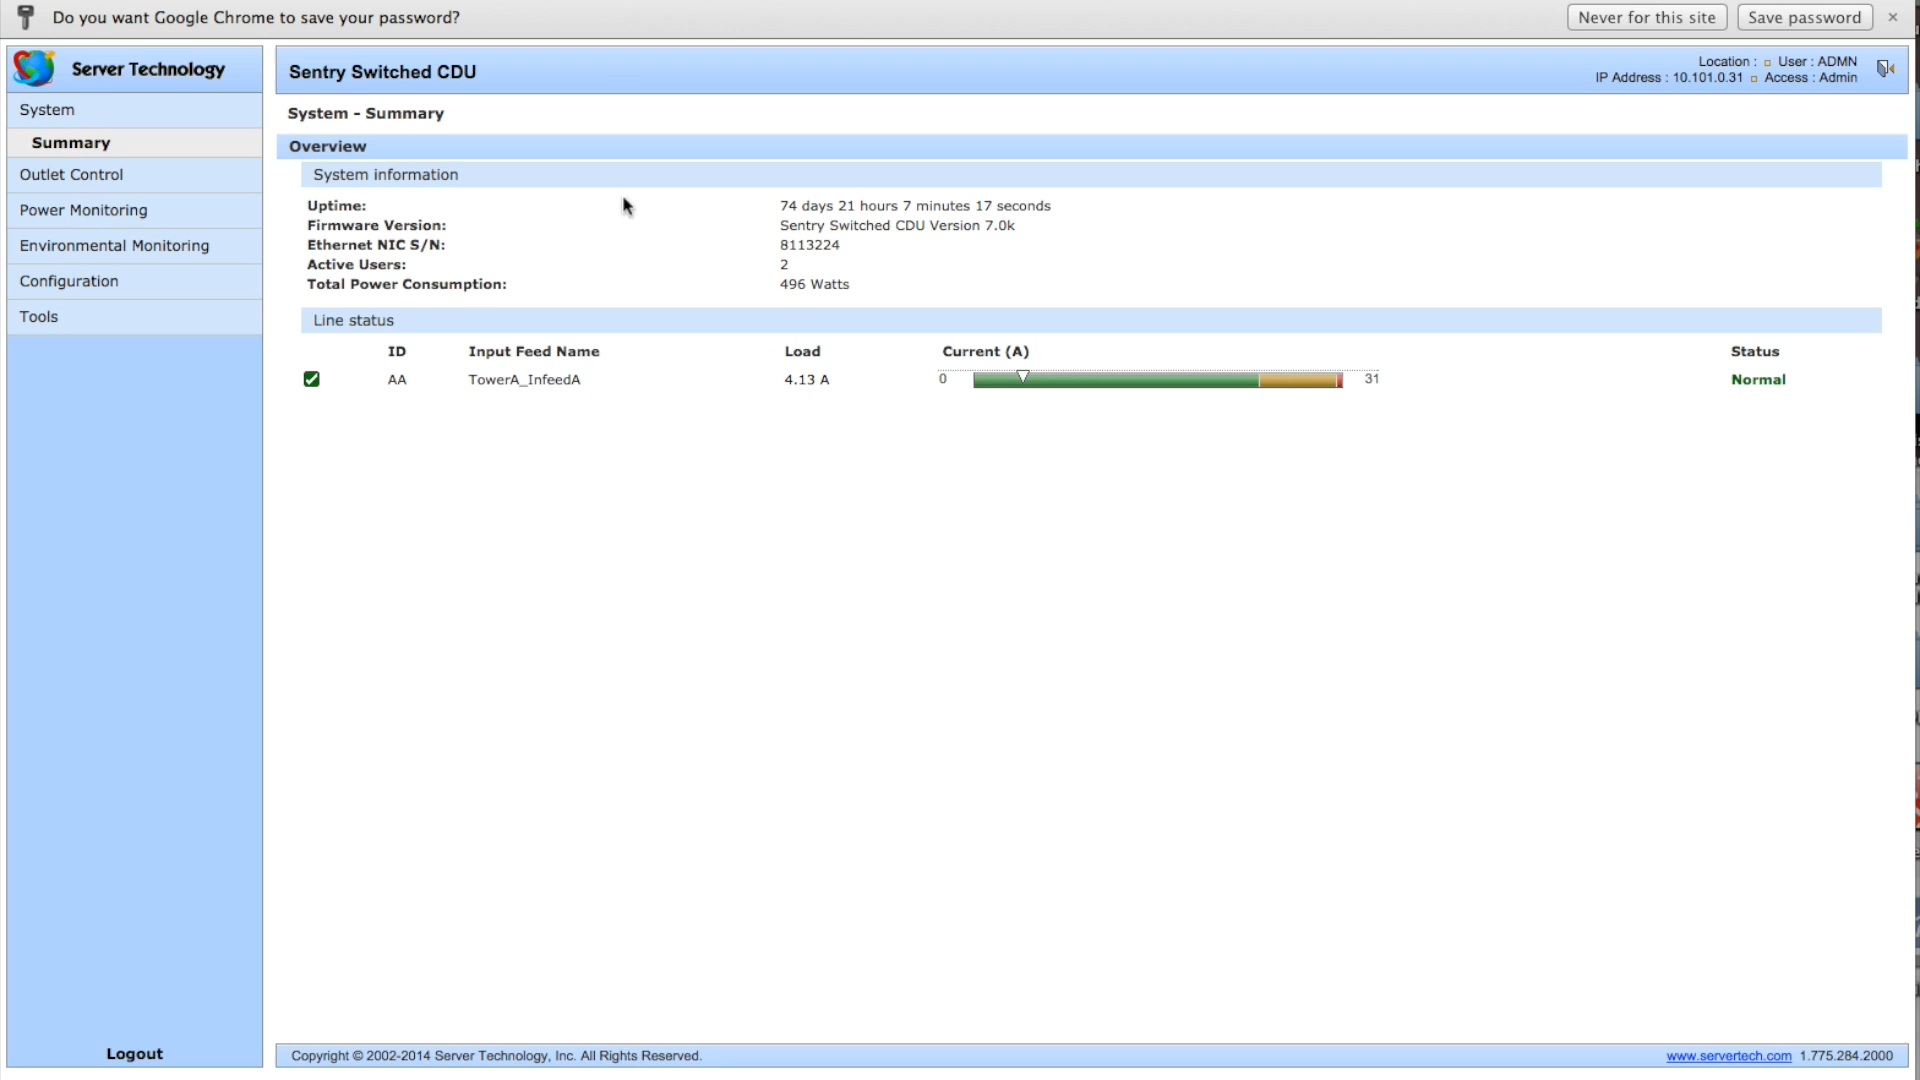 Do you want Google Chrome to save your password?
Never for this site
Save password
Server Technology
Sentry Switched CDU
Location : User : ADMN
IP Address : 10.101.0.31 Access : Admin
System
Summary
Outlet Control
Power Monitoring
Environmental Monitoring
Configuration
Tools
Logout
System - Summary
Overview
System information
Uptime: 74 days 21 hours 7 minutes 17 seconds
Firmware Version: Sentry Switched CDU Version 7.0k
Ethernet NIC S/N: 8113224
Active Users: 2
Total Power Consumption: 496 Watts
Line status
ID Input Feed Name Load Current (A) Status
AA TowerA_InfeedA 4.13 A 0 31 Normal
Copyright © 2002-2014 Server Technology, Inc. All Rights Reserved.
www.servertech.com 1.775.284.2000